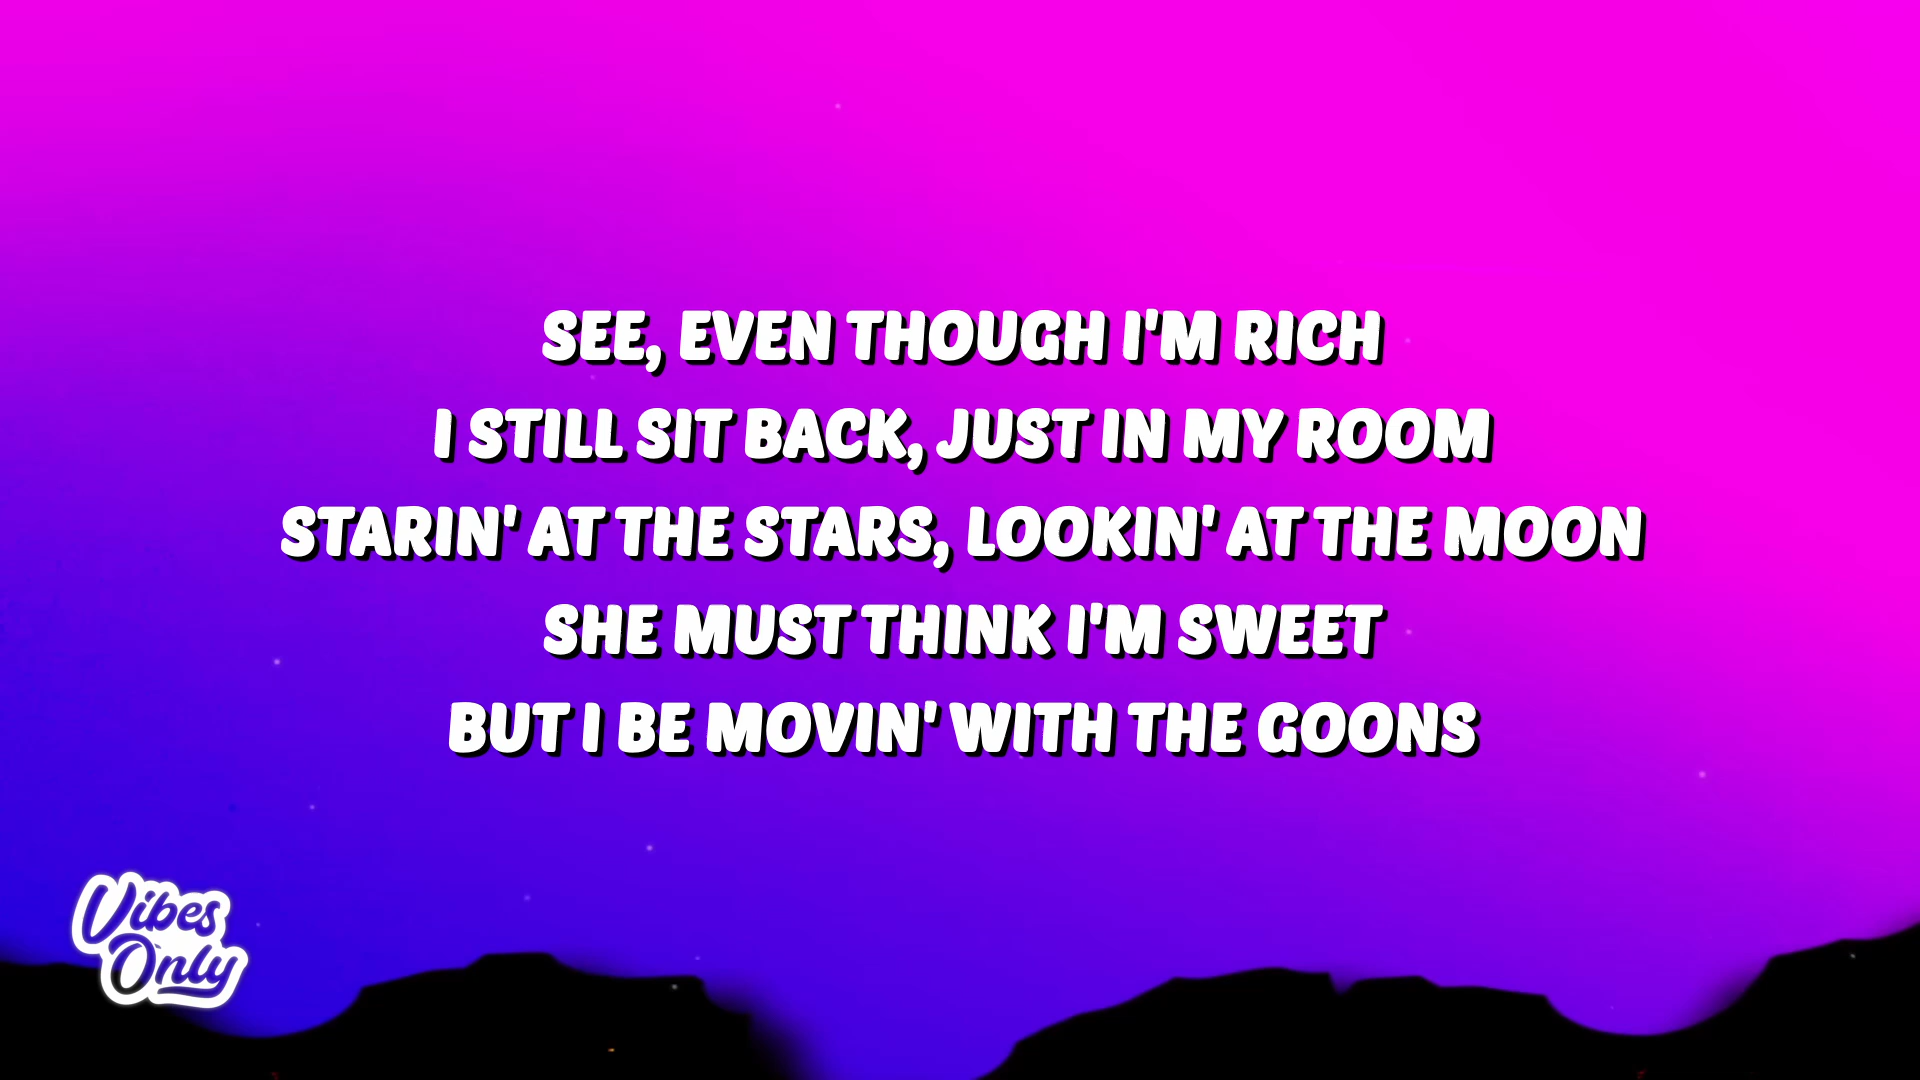 SEE, EVEN THOUGH I'M RICH
I STILL SIT BACK, JUST IN MY ROOM
STARIN' AT THE STARS, LOOKIN' AT THE MOON
SHE MUST THINK I'M SWEET
BUT I BE MOVIN' WITH THE GOONS
Vibes
Only